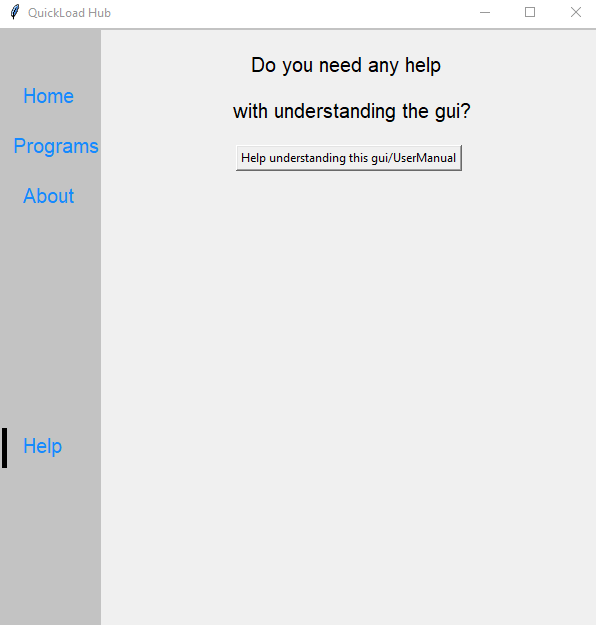 QuickLoad Hub
Home
Programs
About
Help
Do you need any help
with understanding the gui?
Help understanding this gui/UserManual